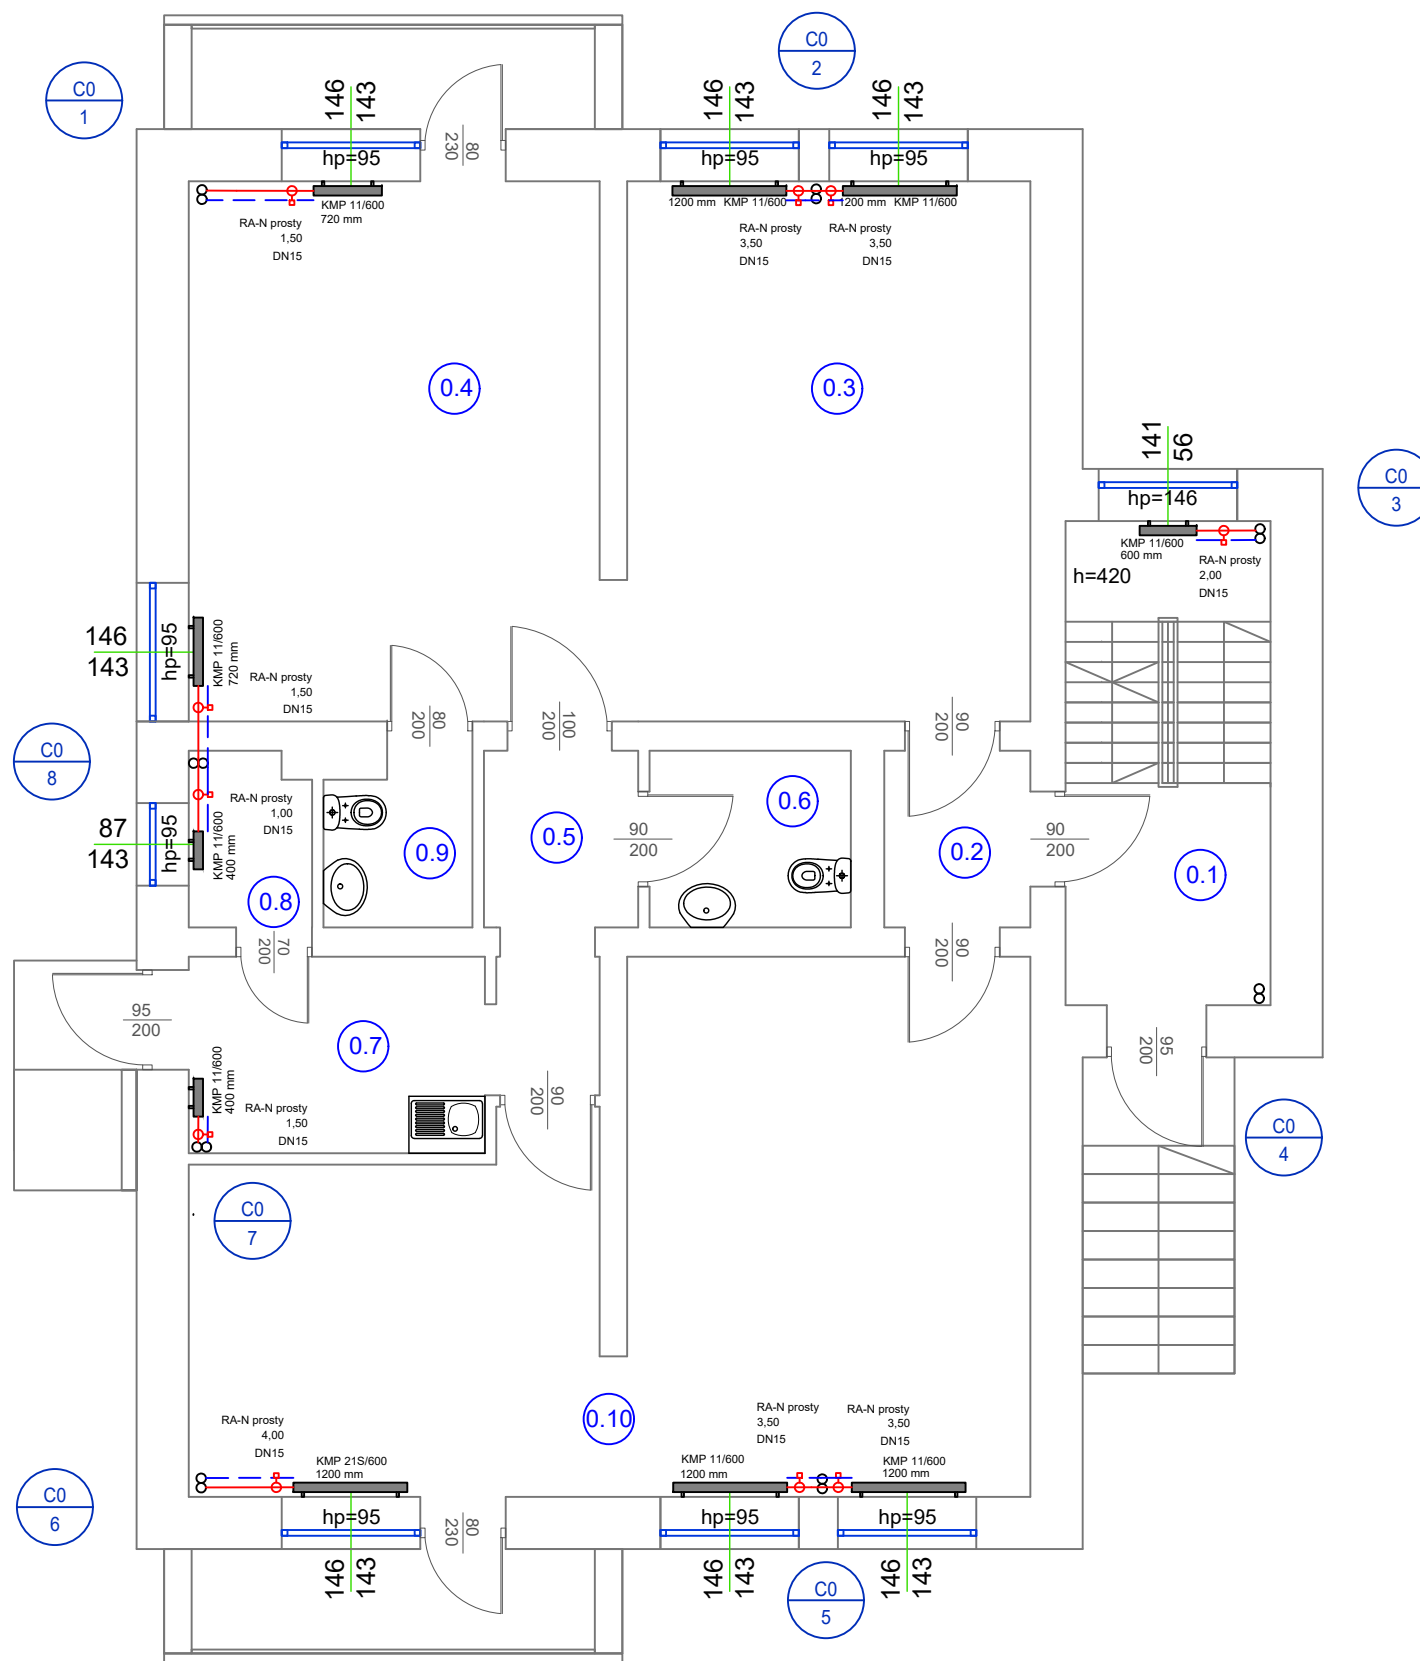 C0
1
C0
2
146
143
80
230
146
143
146
143
hp=95
hp=95
hp=95
KMP 11/600
720 mm
1200 mm KMP 11/600
1200 mm KMP 11/600
RA-N prosty
1,50
DN15
RA-N prosty
3,50
DN15
RA-N prosty
3,50
DN15
0.4
0.3
141
56
hp=146
C0
3
KMP 11/600
600 mm
RA-N prosty
2,00
DN15
h=420
146
143
hp=95
KMP 11/600
720 mm
RA-N prosty
1,50
DN15
80
200
100
200
90
200
C0
8
RA-N prosty
1,00
DN15
87
143
hp=95
KMP 11/600
400 mm
0.9
0.5
90
200
0.6
0.2
90
200
0.1
0.8
70
200
90
200
95
200
0.7
95
200
KMP 11/600
400 mm
RA-N prosty
1,50
DN15
90
200
C0
4
C0
7
RA-N prosty
4,00
DN15
0.10
RA-N prosty
3,50
DN15
RA-N prosty
3,50
DN15
KMP 21S/600
1200 mm
KMP 11/600
1200 mm
KMP 11/600
1200 mm
C0
6
hp=95
80
230
hp=95
hp=95
146
143
146
143
146
143
C0
5